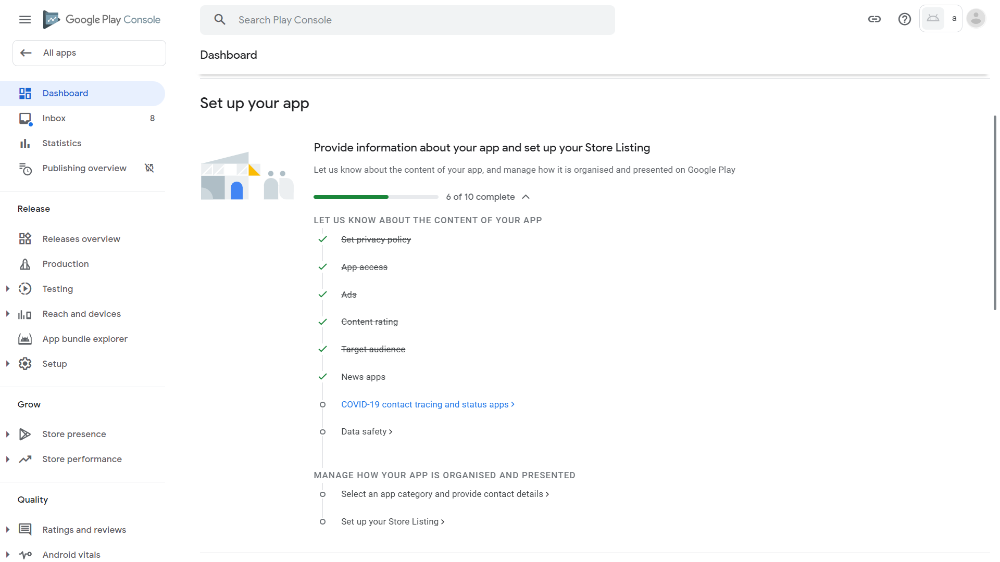 Google Play Console
Search Play Console
a
All apps
Dashboard
Dashboard
Inbox 8
Statistics
Publishing overview
Release
Releases overview
Production
Testing
Reach and devices
App bundle explorer
Setup
Grow
Store presence
Store performance
Quality
Ratings and reviews
Android vitals
Set up your app
Provide information about your app and set up your Store Listing
Let us know about the content of your app, and manage how it is organised and presented on Google Play
6 of 10 complete
LET US KNOW ABOUT THE CONTENT OF YOUR APP
Set privacy policy
App access
Ads
Content rating
Target audience
News apps
COVID-19 contact tracing and status apps
Data safety
MANAGE HOW YOUR APP IS ORGANISED AND PRESENTED
Select an app category and provide contact details
Set up your Store Listing